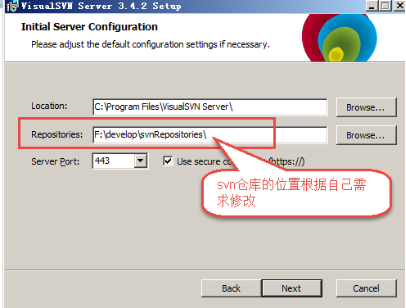 VisualSVN Server 3.4.2 Setup
Initial Server Configuration
Please adjust the default configuration settings if necessary.
Location: C:\Program Files\VisualSVN Server\ Browse...
Repositories: F:\develop\svnRepositories\ Browse...
Server Port: 443 Use secure co (https://)
svn仓库的位置根据自己需
求修改
Back Next Cancel